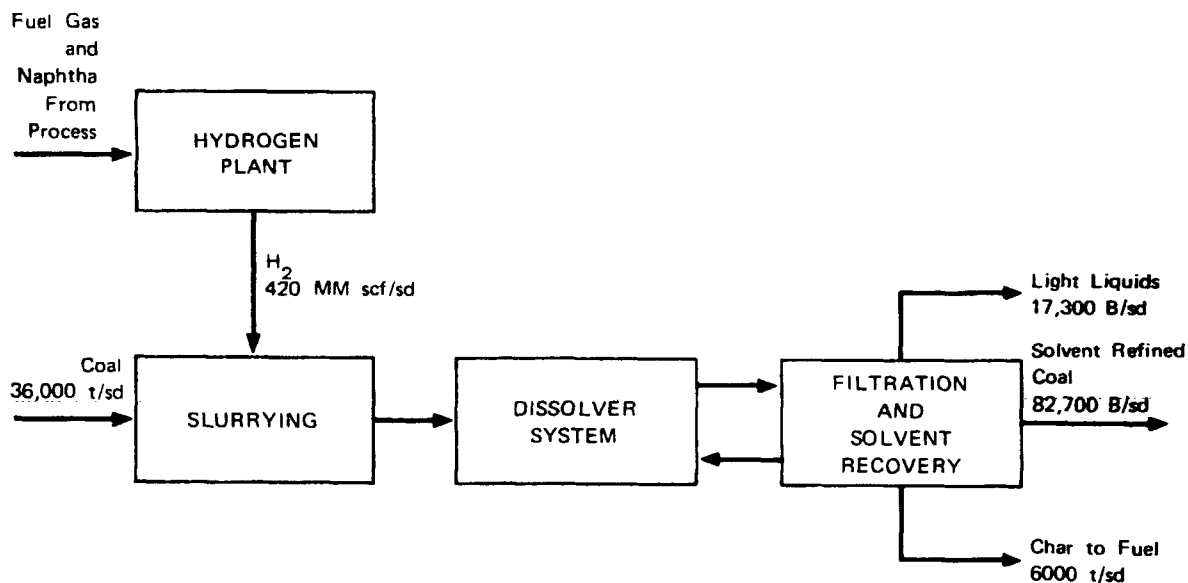 Fuel Gas
and
Naphtha
From
Process
HYDROGEN
PLANT
H2
420 MM scf/sd
Coal
36,000 t/sd
SLURRYING
DISSOLVER
SYSTEM
FILTRATION
AND
SOLVENT
RECOVERY
Light Liquids
17,300 B/sd
Solvent Refined
Coal
82,700 B/sd
Char to Fuel
6000 t/sd